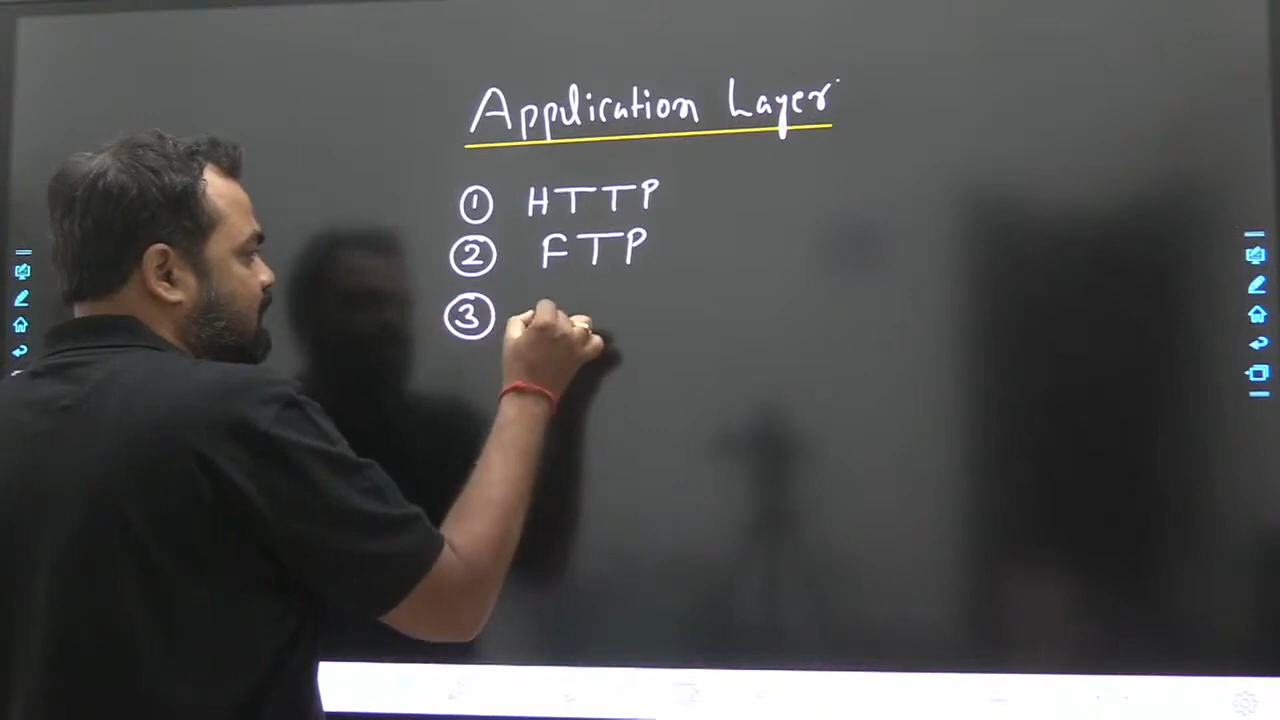 Application Layer
① HTTP
② FTP
③